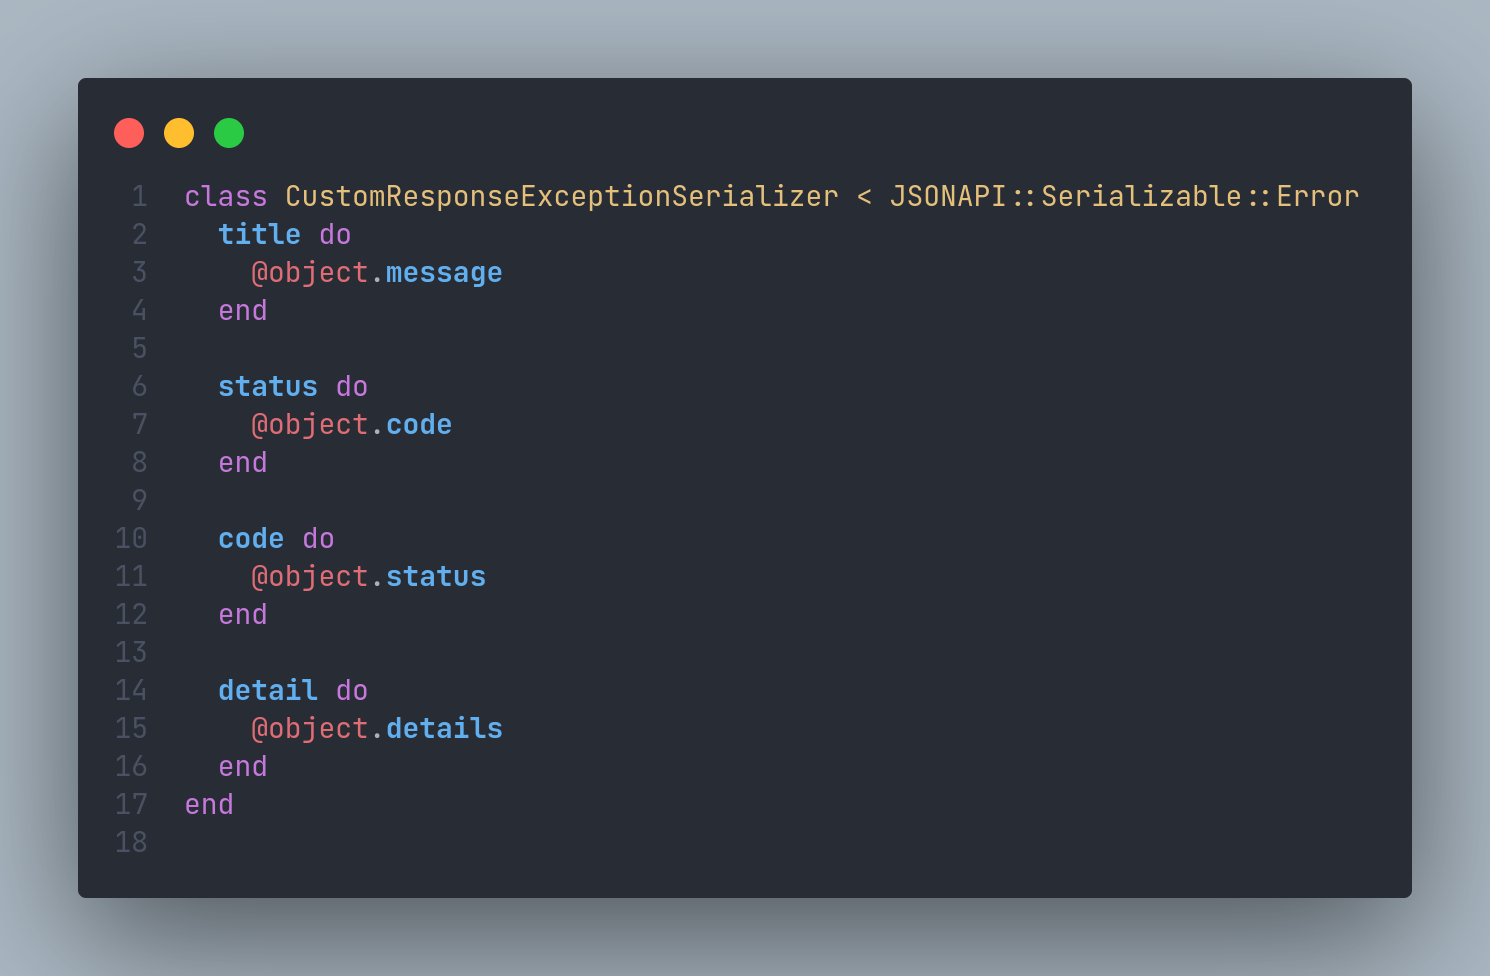 1 class CustomResponseExceptionSerializer < JSONAPI::Serializable::Error
2   title do
3     @object.message
4   end
5
6   status do
7     @object.code
8   end
9
10   code do
11     @object.status
12   end
13
14   detail do
15     @object.details
16   end
17 end
18